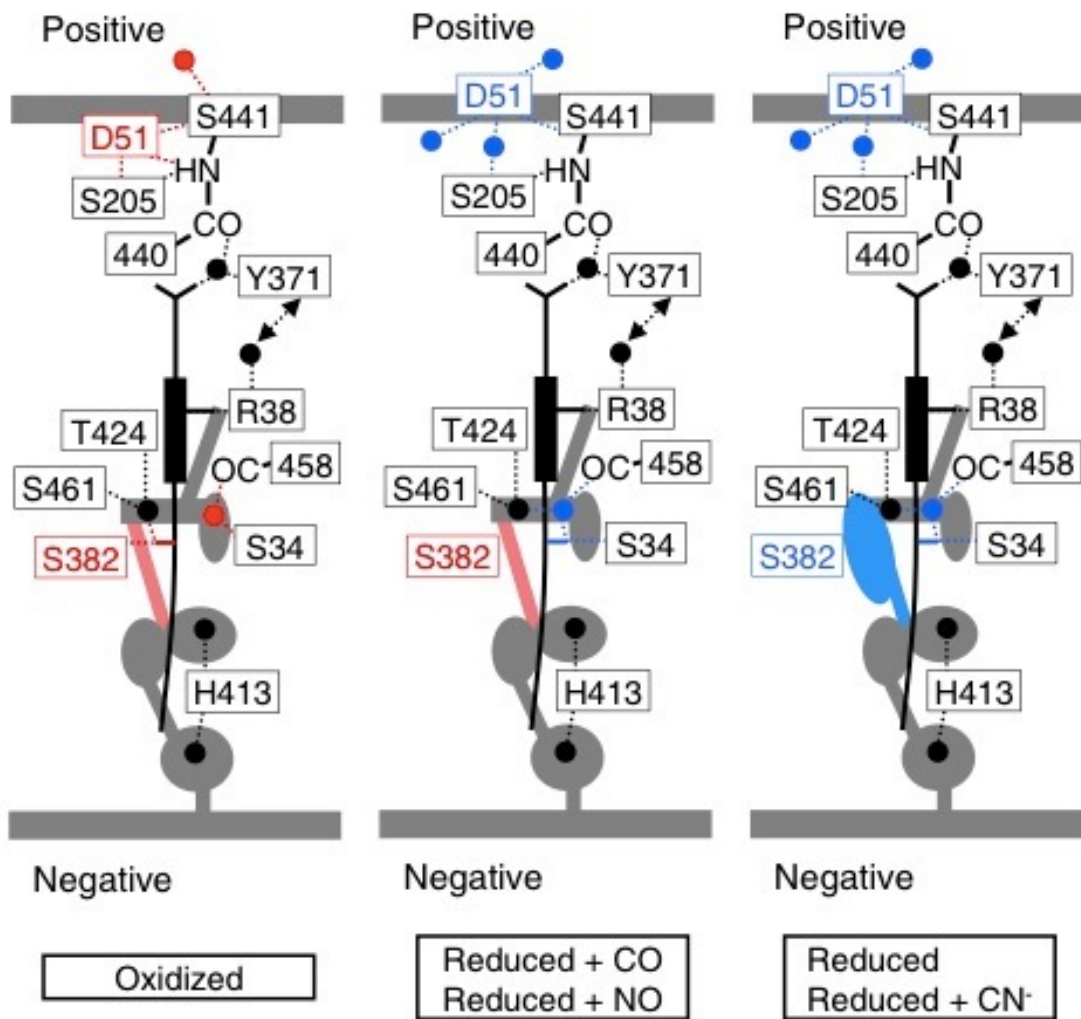 Positive
S441
D51
HN
S205
CO
440
Y371
R38
T424
OC
458
S461
S34
S382
H413
Negative
Oxidized
Positive
D51
S441
HN
S205
CO
440
Y371
R38
T424
OC
458
S461
S34
S382
H413
Negative
Reduced + CO
Reduced + NO
Positive
D51
S441
HN
S205
CO
440
Y371
R38
T424
OC
458
S461
S34
S382
H413
Negative
Reduced
Reduced + CN⁻